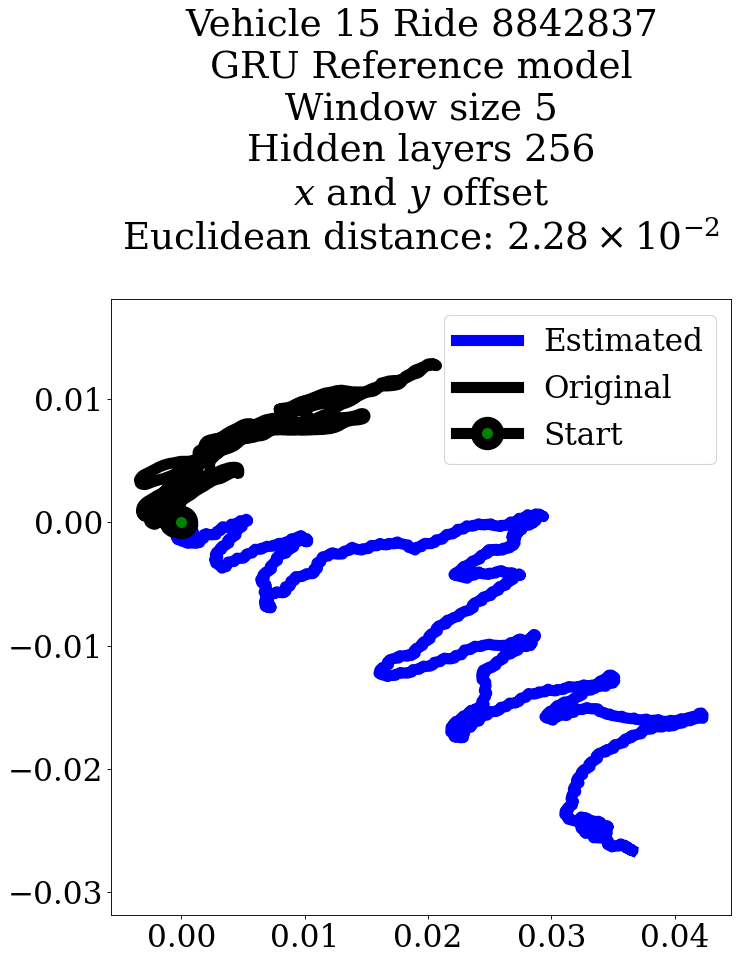 Vehicle 15 Ride 8842837
GRU Reference model
Window size 5
Hidden layers 256
x and y offset
Euclidean distance: 2.28 × 10⁻²
Estimated
Original
Start
0.01
0.00
−0.01
−0.02
−0.03
0.00 0.01 0.02 0.03 0.04